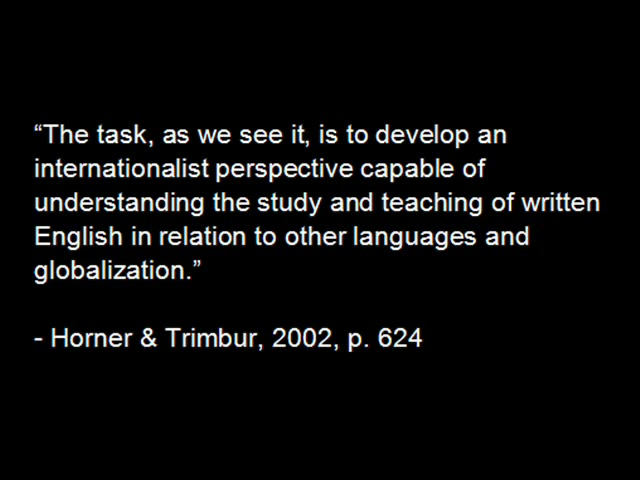 “The task, as we see it, is to develop an
internationalist perspective capable of
understanding the study and teaching of written
English in relation to other languages and
globalization.”
- Horner & Trimbur, 2002, p. 624